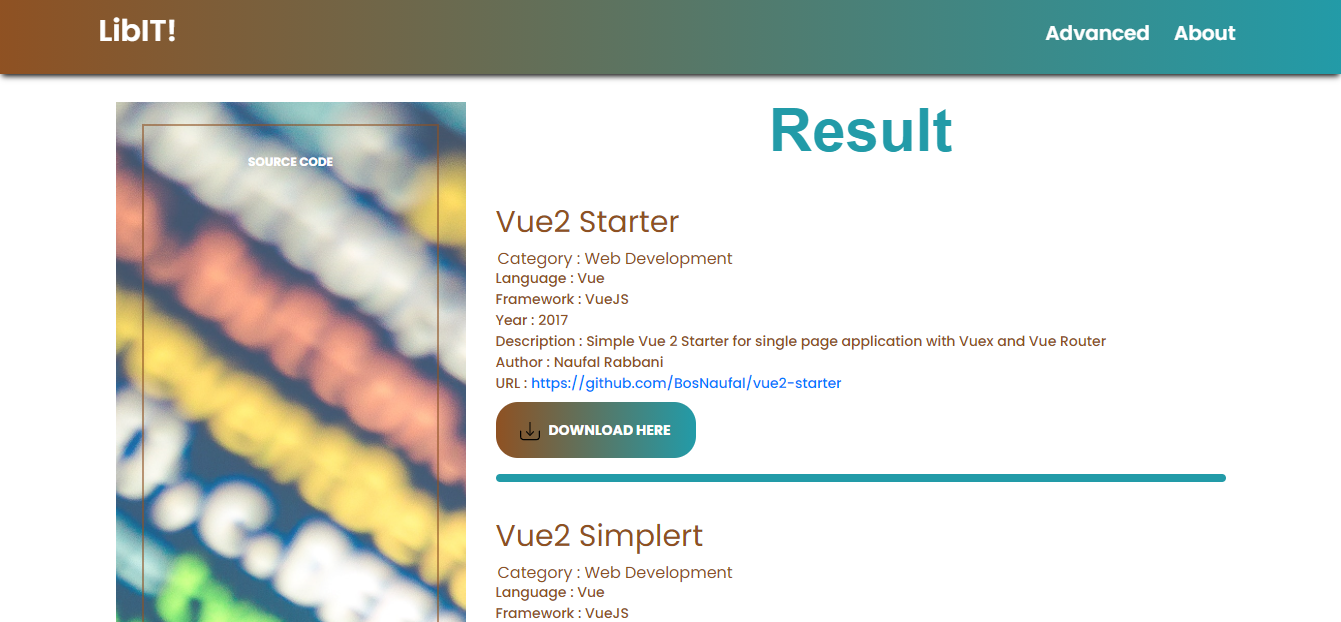 LibIT!
Advanced About
SOURCE CODE
Result
Vue2 Starter
Category : Web Development
Language : Vue
Framework : VueJS
Year : 2017
Description : Simple Vue 2 Starter for single page application with Vuex and Vue Router
Author : Naufal Rabbani
URL : https://github.com/BosNaufal/vue2-starter
DOWNLOAD HERE
Vue2 Simplert
Category : Web Development
Language : Vue
Framework : VueJS